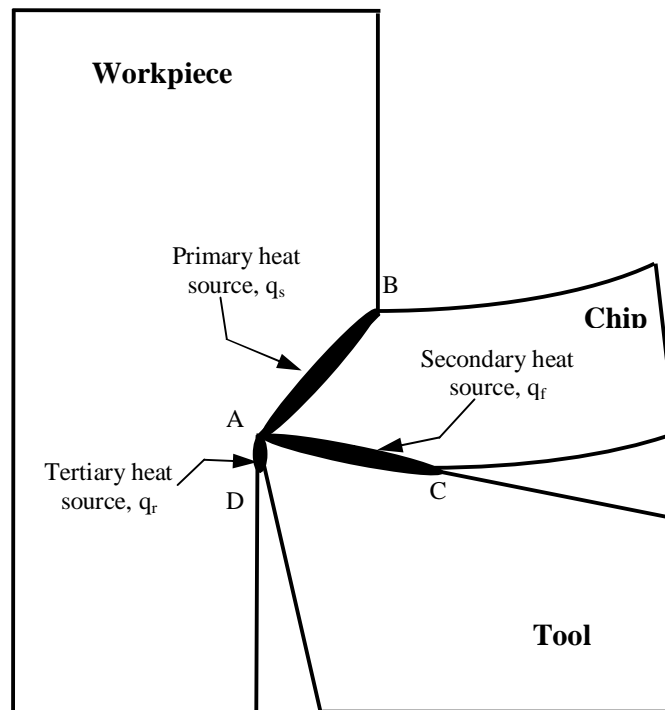 Workpiece
Primary heat
source, qs
B
Chip
Secondary heat
source, qf
A
Tertiary heat
source, qr
D
C
Tool